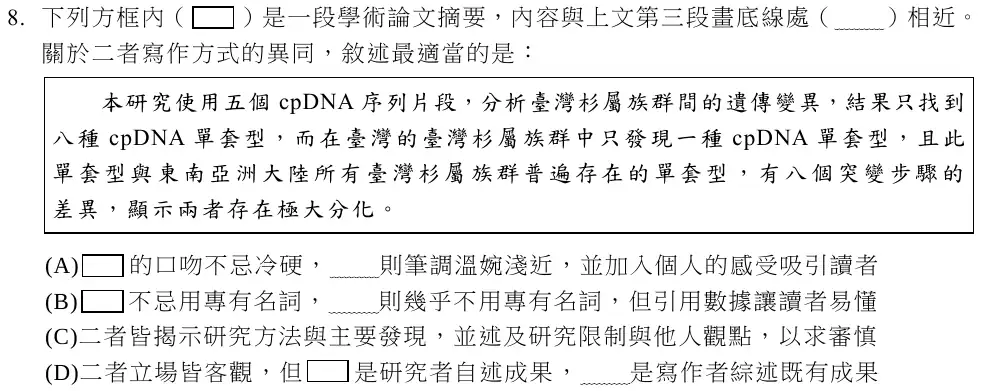 8. 下列方框內（）是一段學術論文摘要，內容與上文第三段畫底線處（）相近。
關於二者寫作方式的異同，敘述最適當的是：
本研究使用五個 cpDNA 序列片段，分析臺灣杉屬族群間的遺傳變異，結果只找到
八種 cpDNA 單套型，而在臺灣的臺灣杉屬族群中只發現一種 cpDNA 單套型，且此
單套型與東南亞洲大陸所有臺灣杉屬族群普遍存在的單套型，有八個突變步驟的
差異，顯示兩者存在極大分化。
(A)的口吻不忌冷硬，則筆調溫婉淺近，並加入個人的感受吸引讀者
(B)不忌用專有名詞，則幾乎不用專有名詞，但引用數據讓讀者易懂
(C)二者皆揭示研究方法與主要發現，並述及研究限制與他人觀點，以求審慎
(D)二者立場皆客觀，但是研究者自述成果，是寫作者綜述既有成果